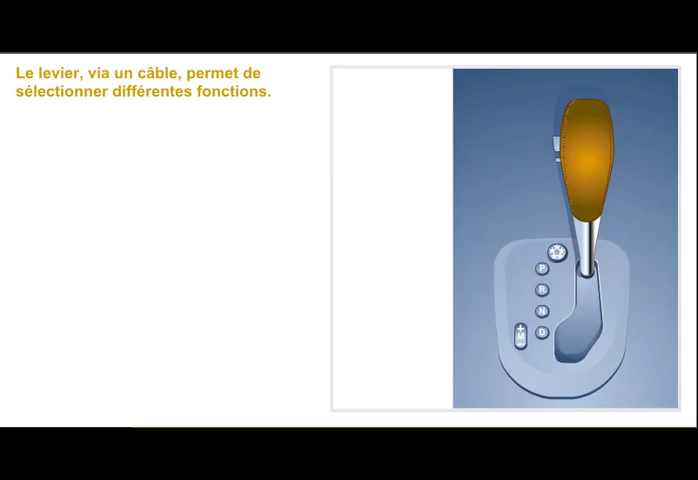 Le levier, via un câble, permet de
sélectionner différentes fonctions.
P
R
N
D
+
M
−